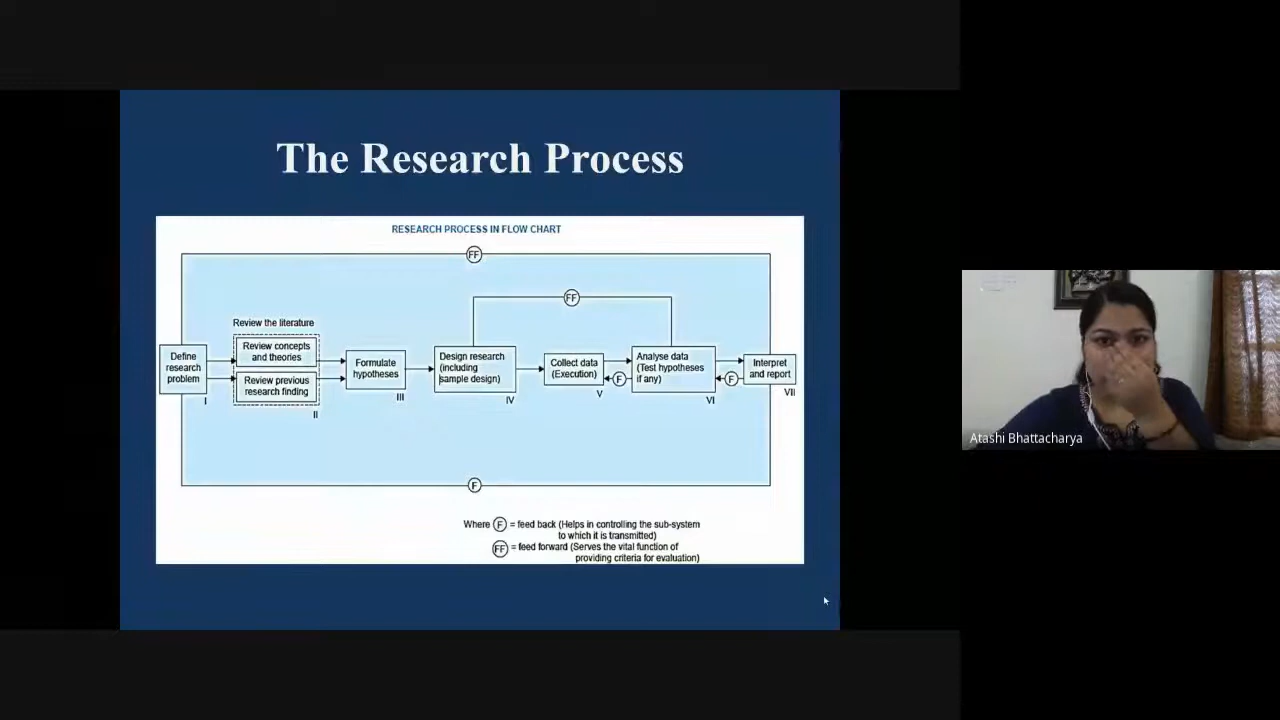 The Research Process
RESEARCH PROCESS IN FLOW CHART
FF
FF
Review the literature
Define
research
problem
I
Review concepts
and theories
Review previous
research finding
II
Formulate
hypotheses
III
Design research
(including
sample design)
IV
Collect data
(Execution)
V
F
Analyse data
(Test hypotheses
if any)
VI
F
Interpret
and report
VII
F
Where F = feed back (Helps in controlling the sub-system
to which it is transmitted)
FF = feed forward (Serves the vital function of
providing criteria for evaluation)
Atashi Bhattacharya